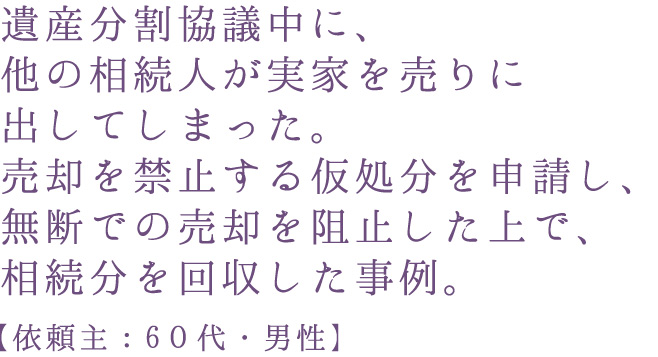 遺産分割協議中に、
他の相続人が実家を売りに
出してしまった。
売却を禁止する仮処分を申請し、
無断での売却を阻止した上で、
相続分を回収した事例。
【依頼主：60代・男性】